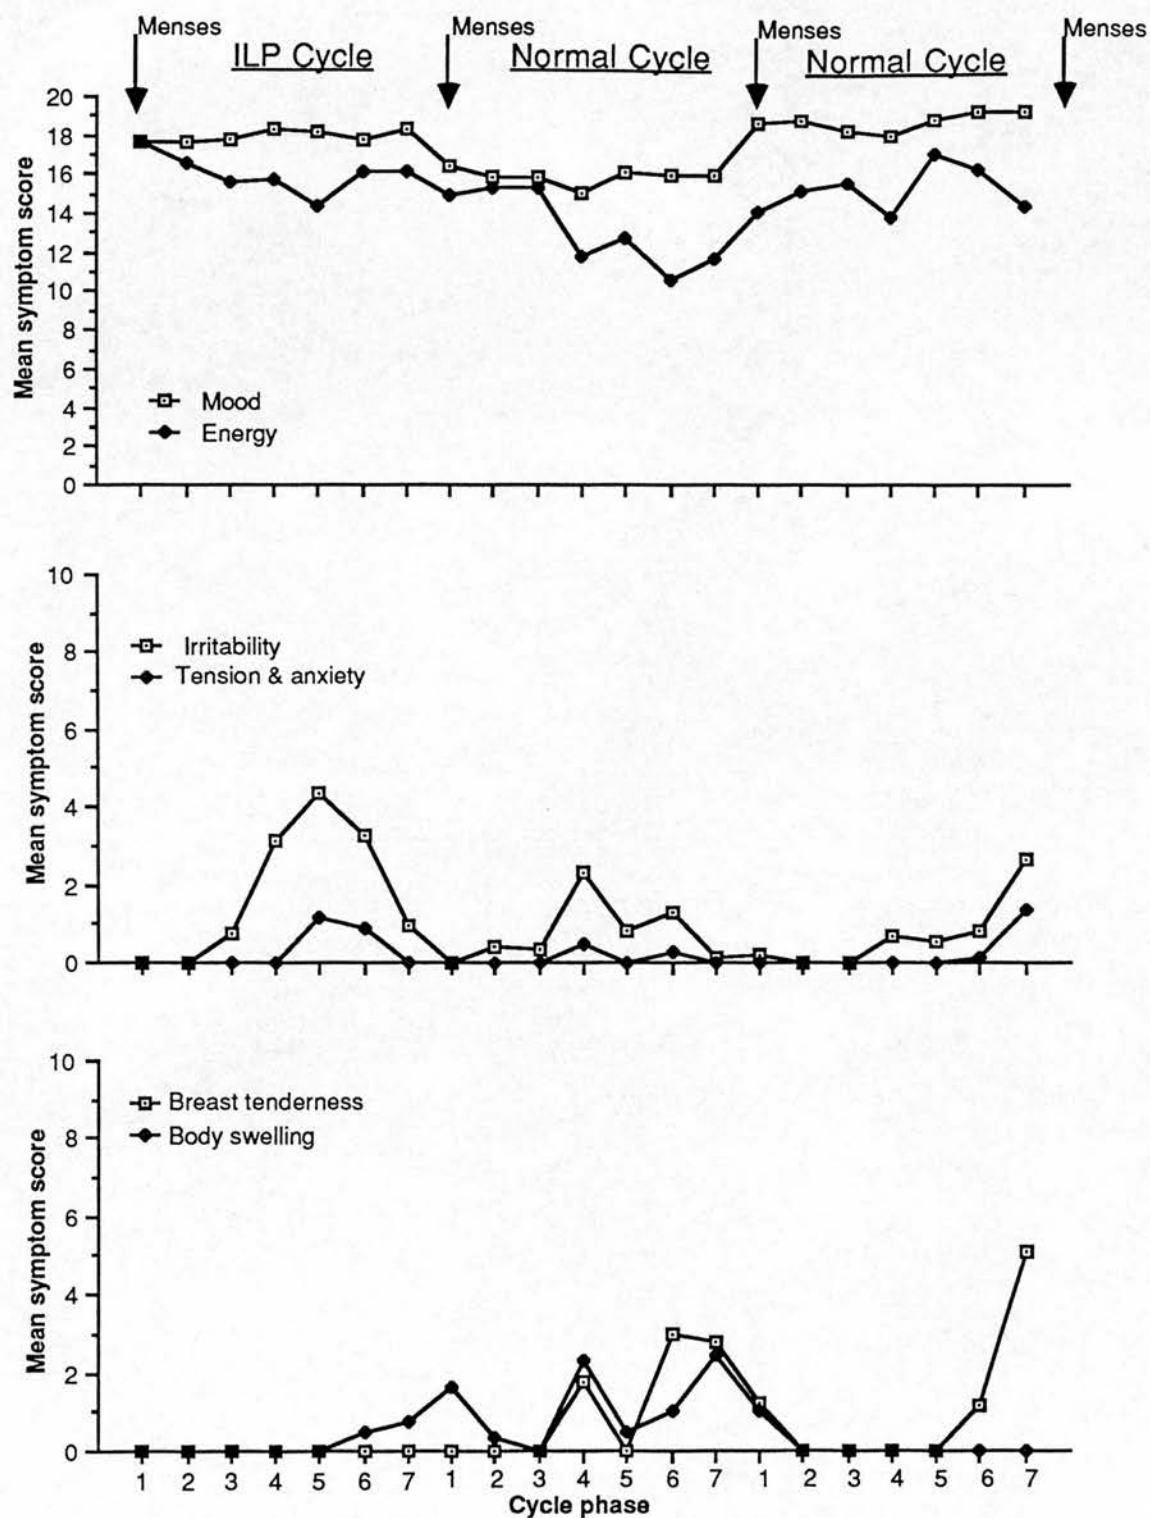 Menses Menses Menses Menses
ILP Cycle Normal Cycle Normal Cycle
20
18
16
14
12
10
8
6
4
2
0
Mean symptom score
Mood
Energy
10
8
6
4
2
0
Mean symptom score
Irritability
Tension & anxiety
10
8
6
4
2
0
Mean symptom score
Breast tenderness
Body swelling
1 2 3 4 5 6 7 1 2 3 4 5 6 7 1 2 3 4 5 6 7
Cycle phase